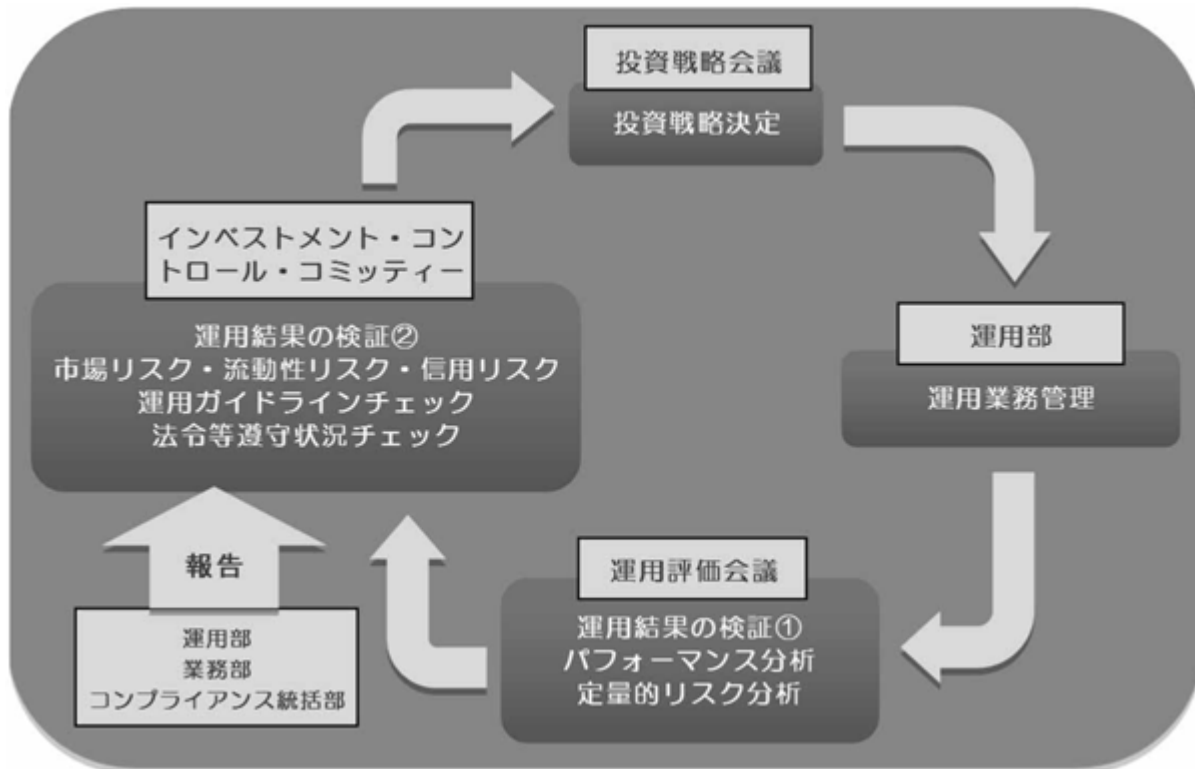 投資戦略会議
投資戦略決定
運用部
運用業務管理
運用評価会議
運用結果の検証①
パフォーマンス分析
定量的リスク分析
インベストメント・コン
トロール・コミッティー
運用結果の検証②
市場リスク・流動性リスク・信用リスク
運用ガイドラインチェック
法令等遵守状況チェック
報告
運用部
業務部
コンプライアンス統括部